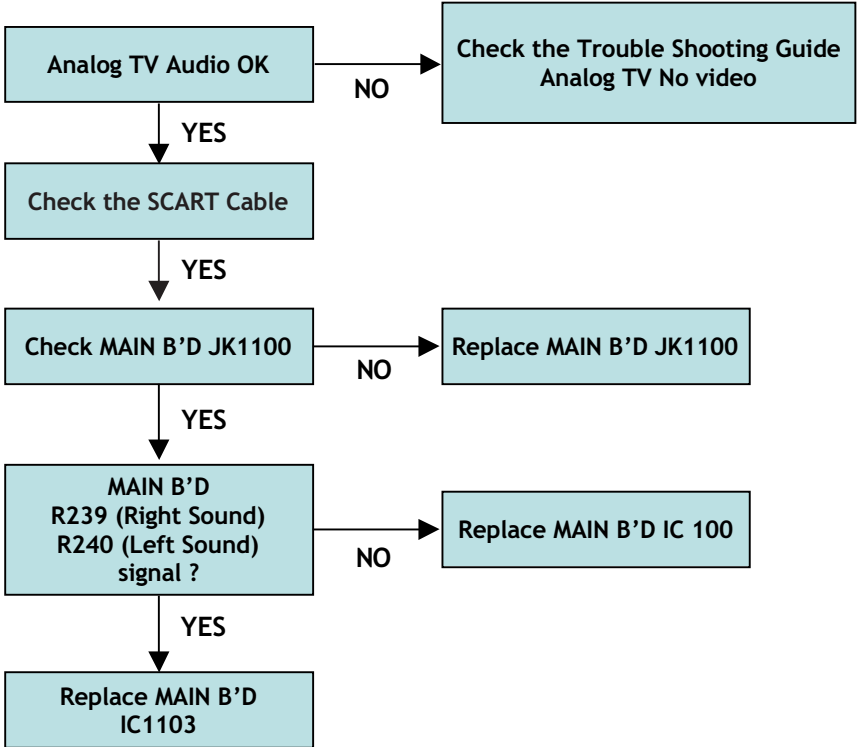 Analog TV Audio OK
NO
Check the Trouble Shooting Guide
Analog TV No video
YES
Check the SCART Cable
YES
Check MAIN B’D JK1100
NO
Replace MAIN B’D JK1100
YES
MAIN B’D
R239 (Right Sound)
R240 (Left Sound)
signal ?
NO
Replace MAIN B’D IC 100
YES
Replace MAIN B’D
IC1103